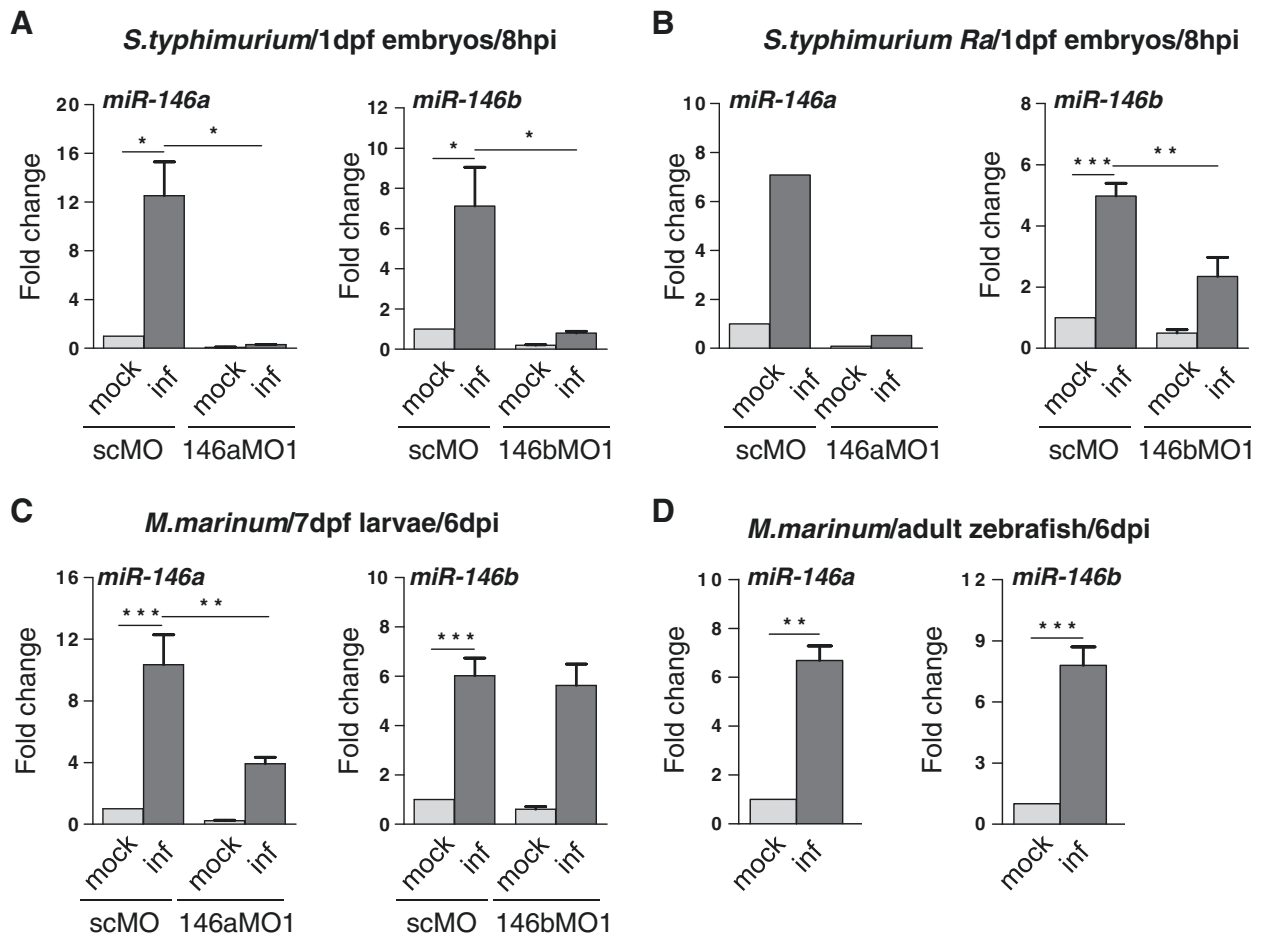 A
S.typhimurium/1dpf embryos/8hpi
miR-146a
Fold change
20
16
12
8
4
0
* *
mock inf mock inf
scMO 146aMO1
miR-146b
Fold change
12
10
8
6
4
2
0
* *
mock inf mock inf
scMO 146bMO1
B
S.typhimurium Ra/1dpf embryos/8hpi
miR-146a
Fold change
10
8
6
4
2
0
mock inf mock inf
scMO 146aMO1
miR-146b
Fold change
8
6
4
2
0
*** **
mock inf mock inf
scMO 146bMO1
C
M.marinum/7dpf larvae/6dpi
miR-146a
Fold change
16
12
8
4
0
*** **
mock inf mock inf
scMO 146aMO1
miR-146b
Fold change
10
8
6
4
2
0
***
mock inf mock inf
scMO 146bMO1
D
M.marinum/adult zebrafish/6dpi
miR-146a
Fold change
10
8
6
4
2
0
**
mock inf
miR-146b
Fold change
12
9
6
3
0
***
mock inf